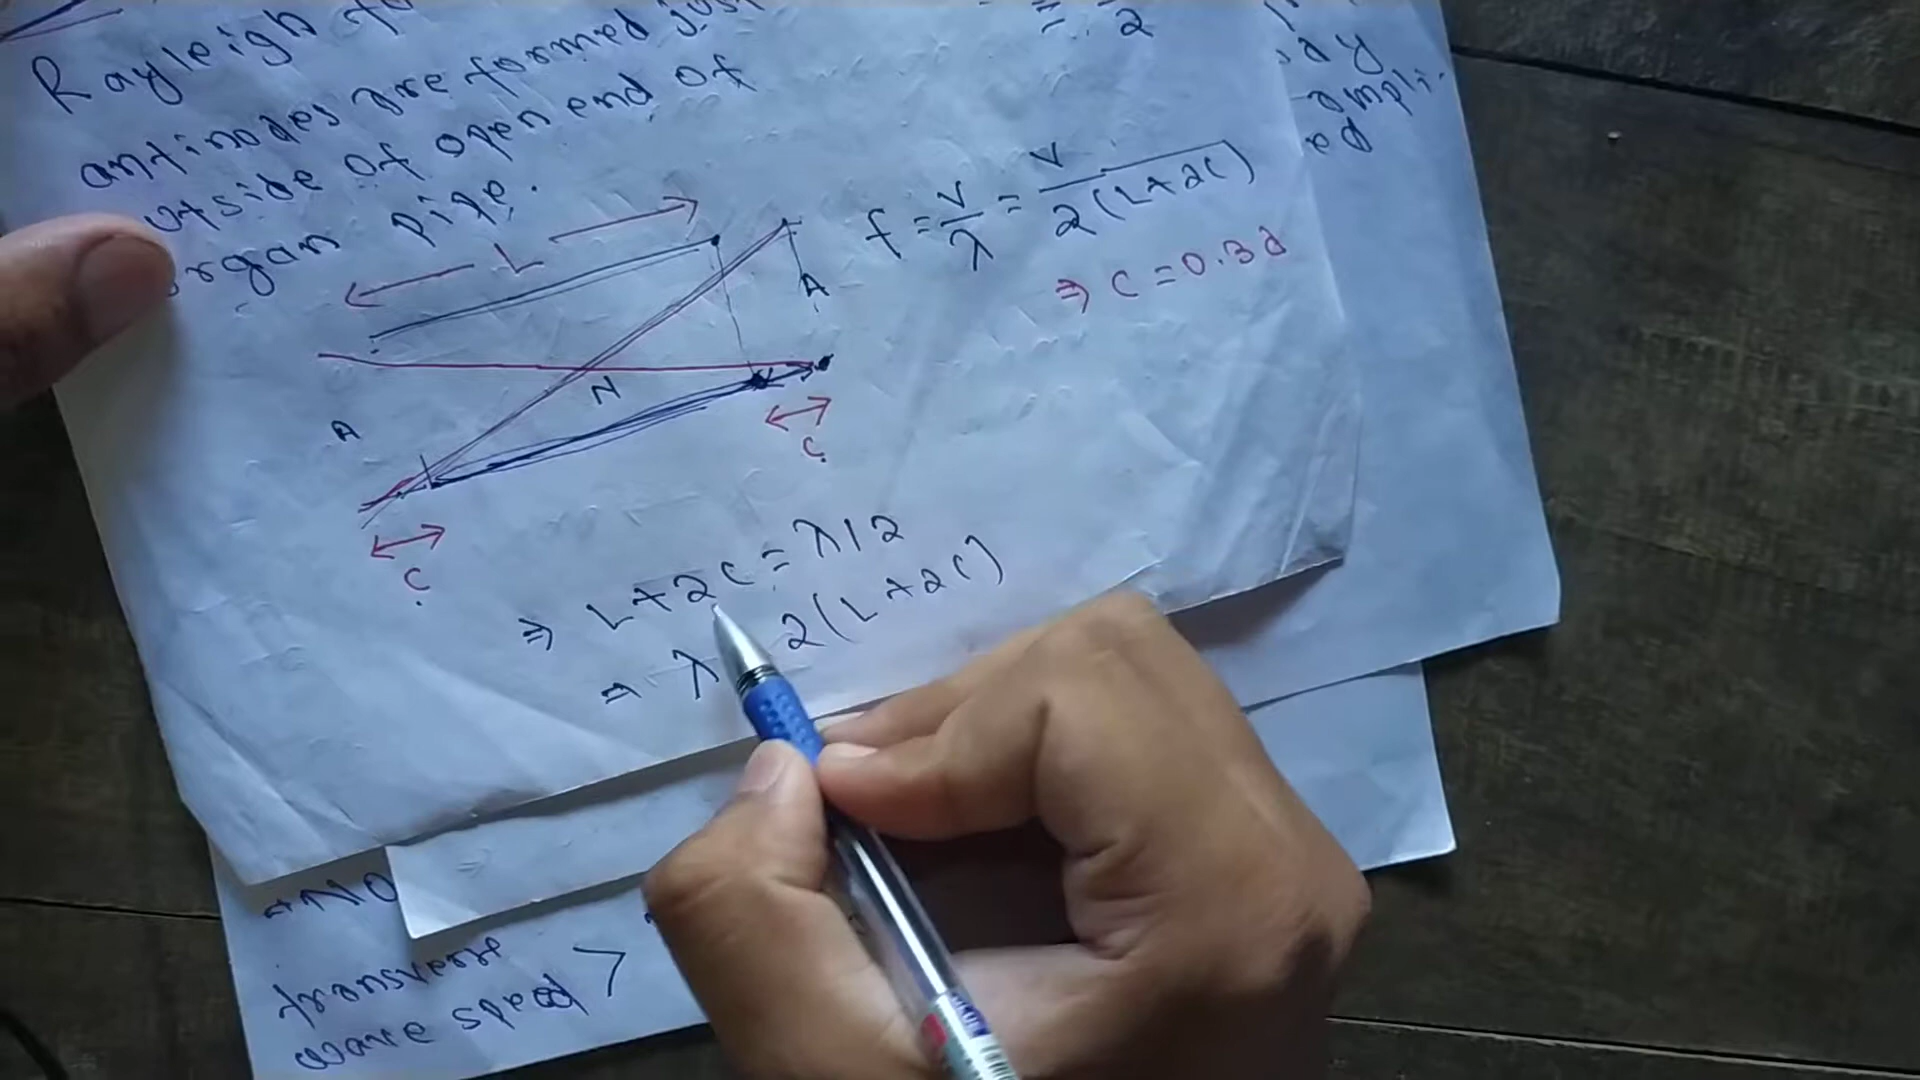 Rayleigh
antinodes are formed just
outside of open end of
organ pipe.
L
f = v/λ = v/2(L+2C)
⇒ C = 0.3d
A
N
A
C
C
⇒ L+2C = λ/2
⇒ λ 2(L+2C)
transverse
wave speed >